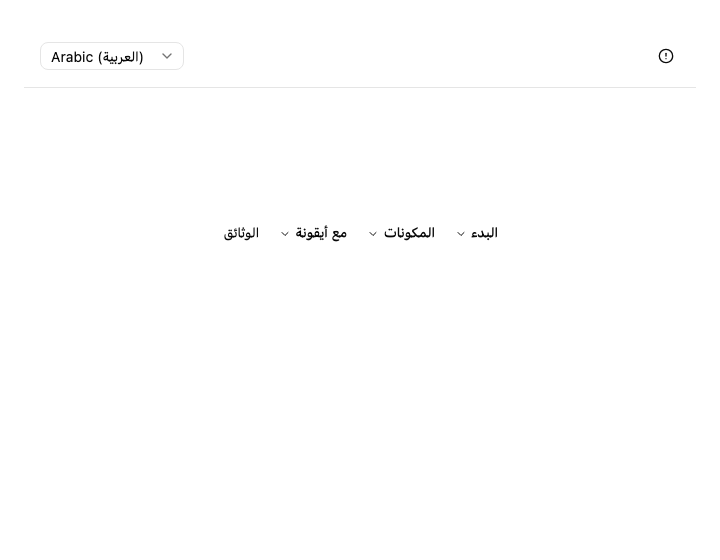 Arabic (العربية)
البدء
المكونات
مع أيقونة
الوثائق